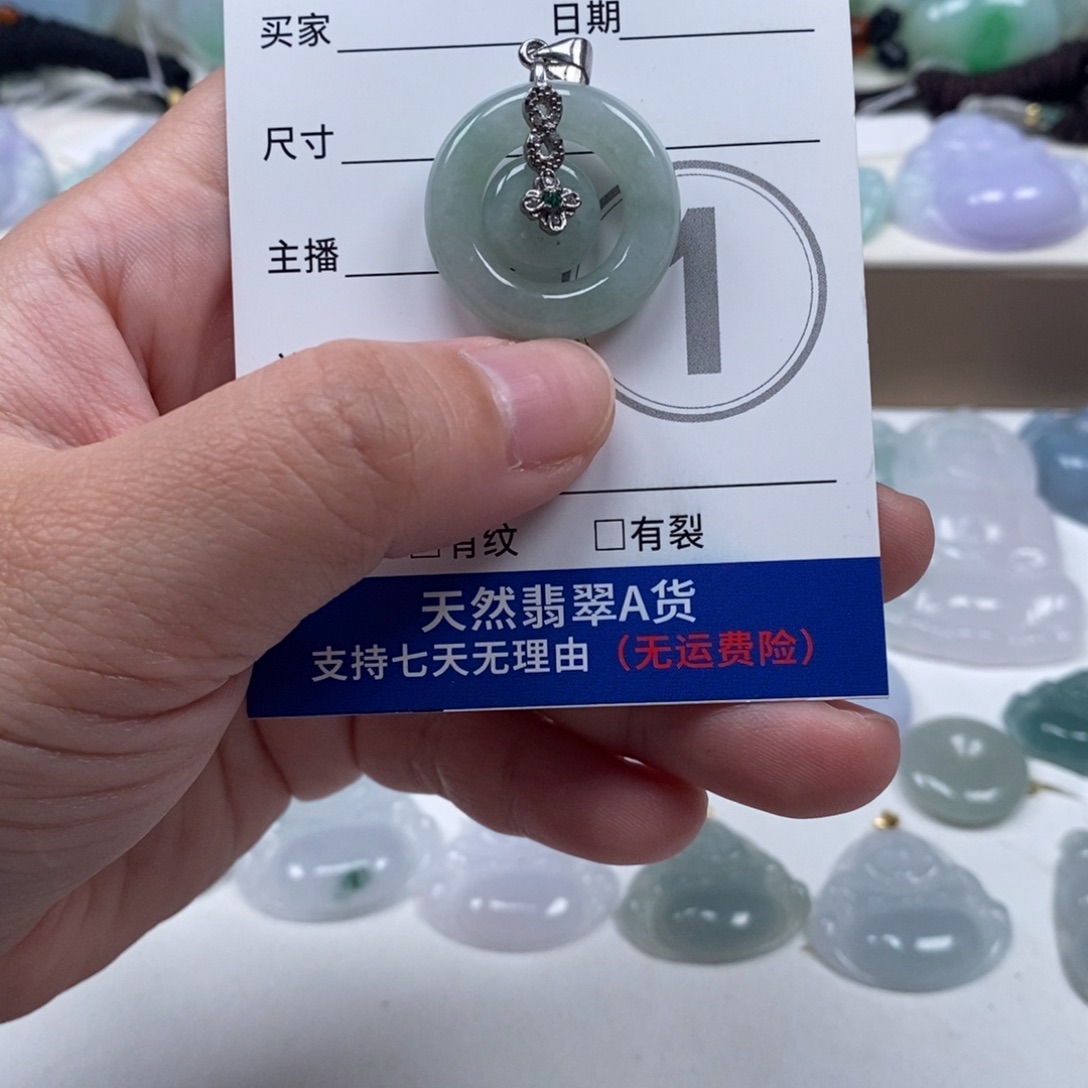 买家 日期
尺寸
主播
1
□有纹 □有裂
天然翡翠A货
支持七天无理由（无运费险）